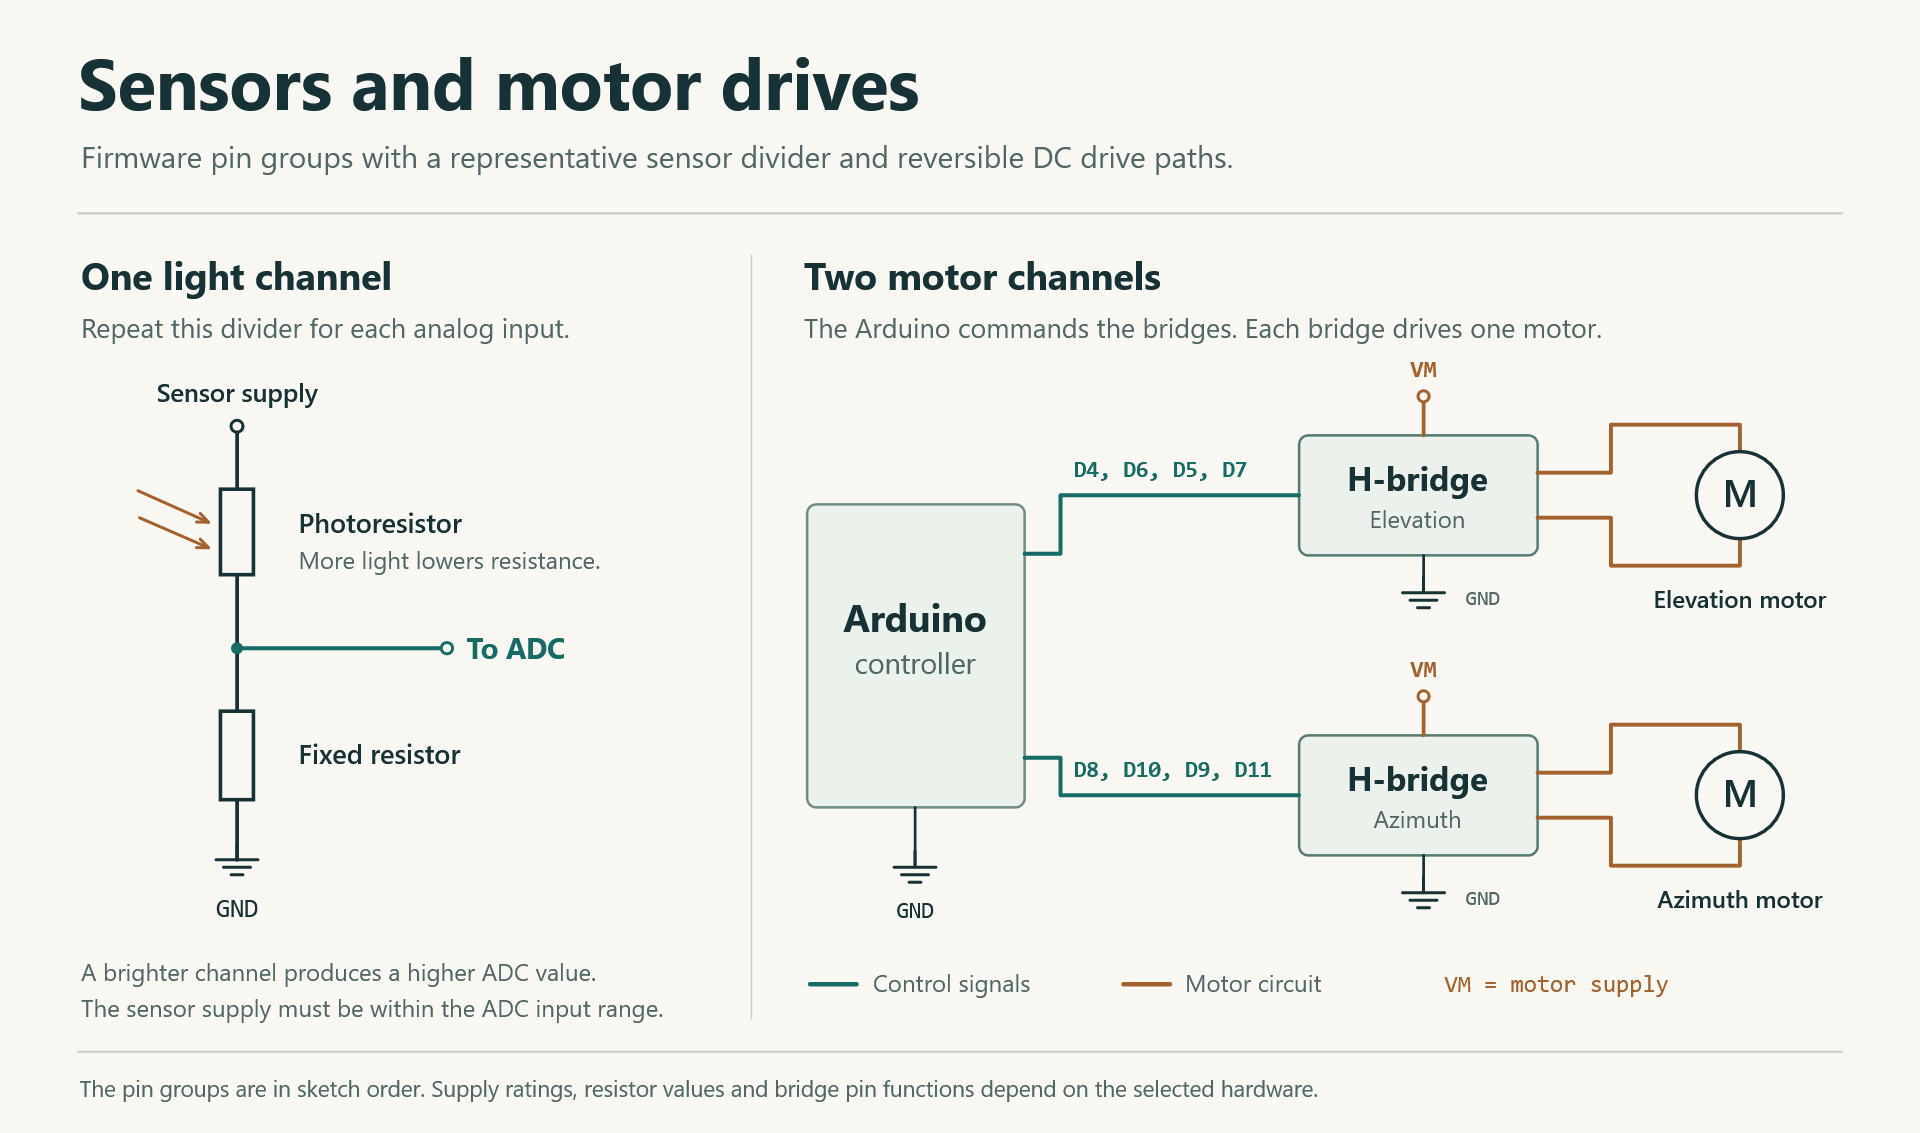 Sensors and motor drives
Firmware pin groups with a representative sensor divider and reversible DC drive paths.
One light channel
Repeat this divider for each analog input.
Sensor supply
Photoresistor
More light lowers resistance.
To ADC
Fixed resistor
GND
A brighter channel produces a higher ADC value.
The sensor supply must be within the ADC input range.
Two motor channels
The Arduino commands the bridges. Each bridge drives one motor.
VM
D4, D6, D5, D7
H-bridge
Elevation
M
GND
Elevation motor
Arduino
controller
GND
VM
D8, D10, D9, D11
H-bridge
Azimuth
M
GND
Azimuth motor
Control signals
Motor circuit
VM = motor supply
The pin groups are in sketch order. Supply ratings, resistor values and bridge pin functions depend on the selected hardware.